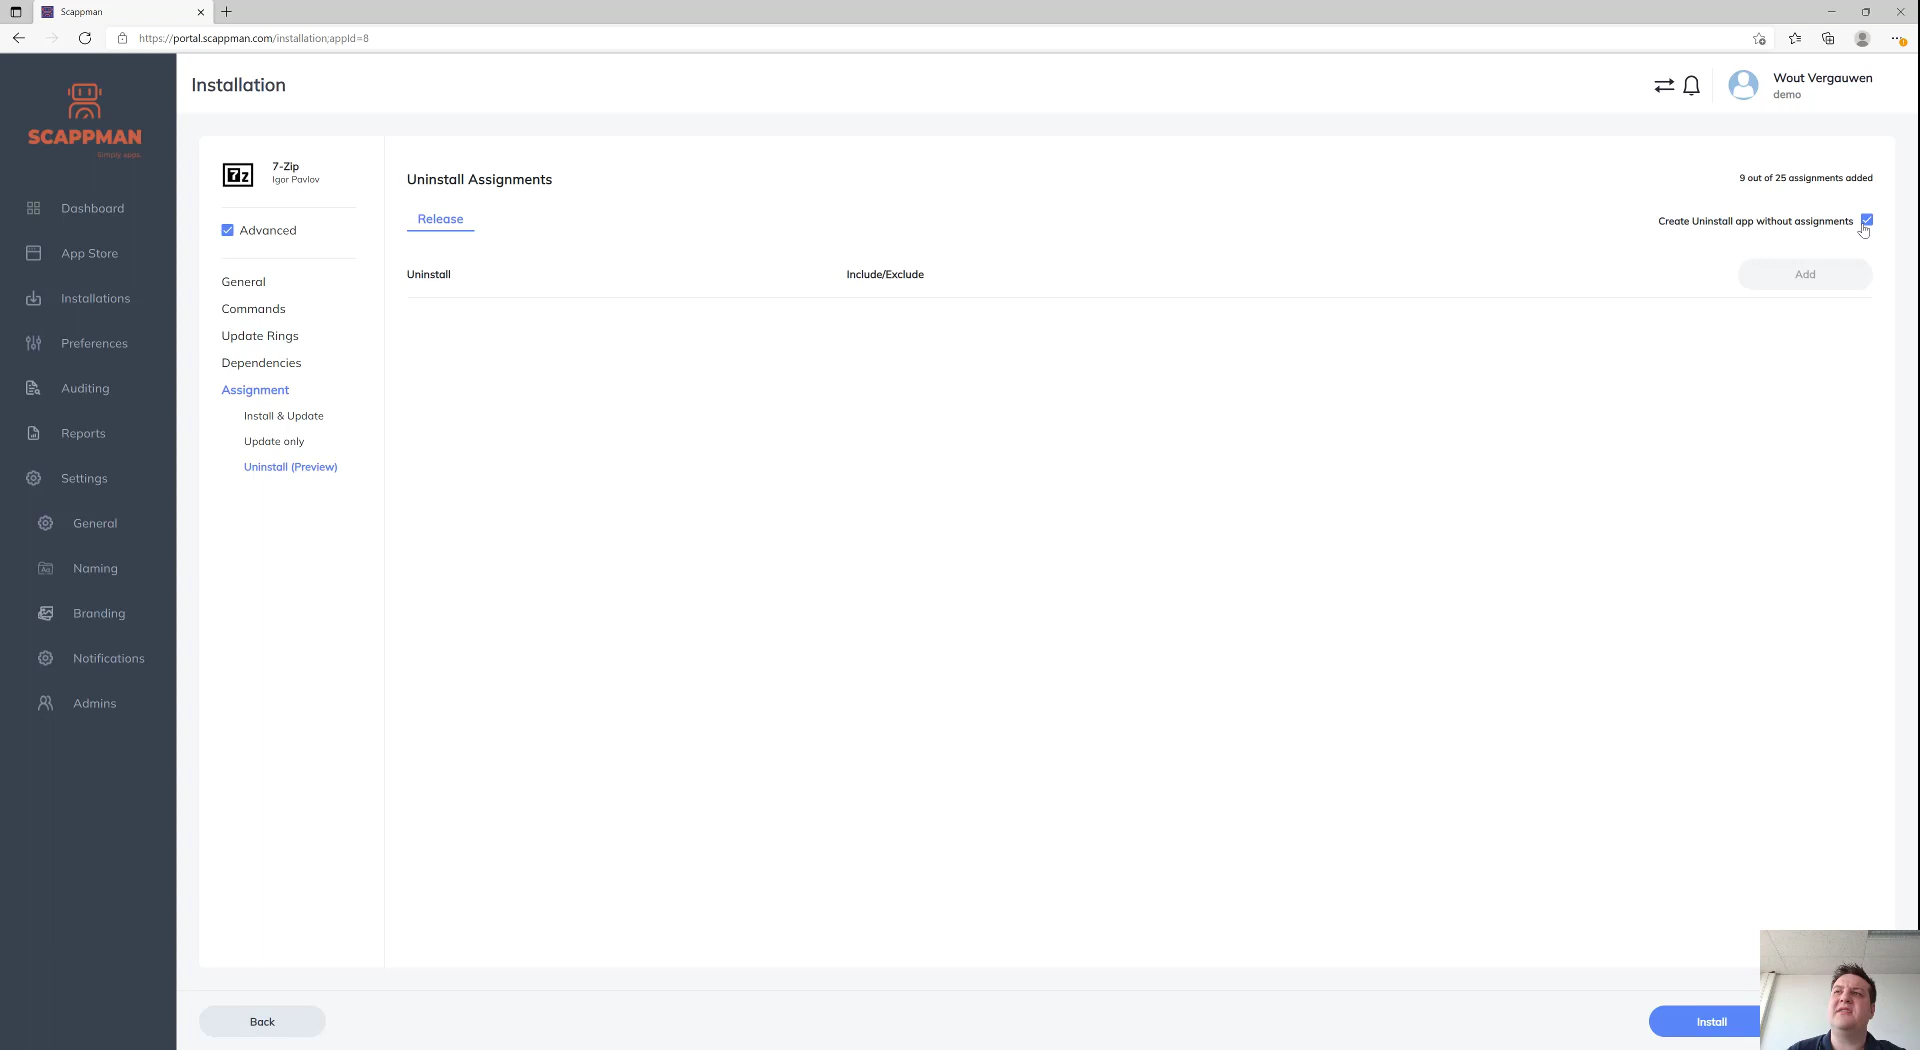 Scappman
https://portal.scappman.com/installation;appId=8
SCAPPMAN
Simply apps.
Dashboard
App Store
Installations
Preferences
Auditing
Reports
Settings
General
Naming
Branding
Notifications
Admins
Installation
Wout Vergauwen
demo
7z
7-Zip
Igor Pavlov
Advanced
General
Commands
Update Rings
Dependencies
Assignment
Install & Update
Update only
Uninstall (Preview)
Uninstall Assignments
9 out of 25 assignments added
Release
Create Uninstall app without assignments
Uninstall
Include/Exclude
Add
Back
Install